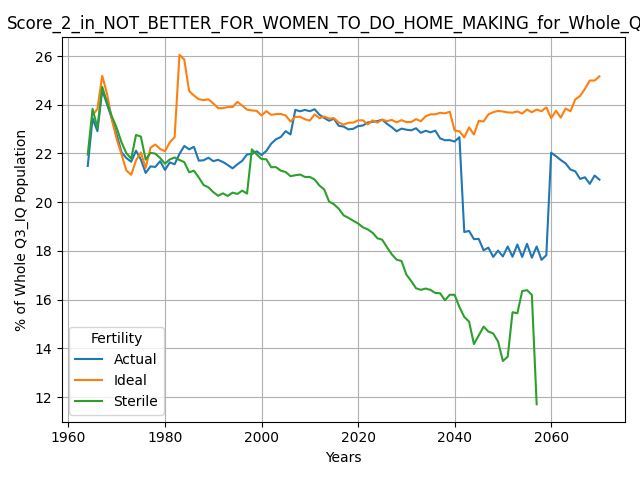 Score_2_in_NOT_BETTER_FOR_WOMEN_TO_DO_HOME_MAKING_for_Whole_Q
26
24
22
20
18
16
14
12
% of Whole Q3_IQ Population
Fertility
Actual
Ideal
Sterile
1960 1980 2000 2020 2040 2060
Years